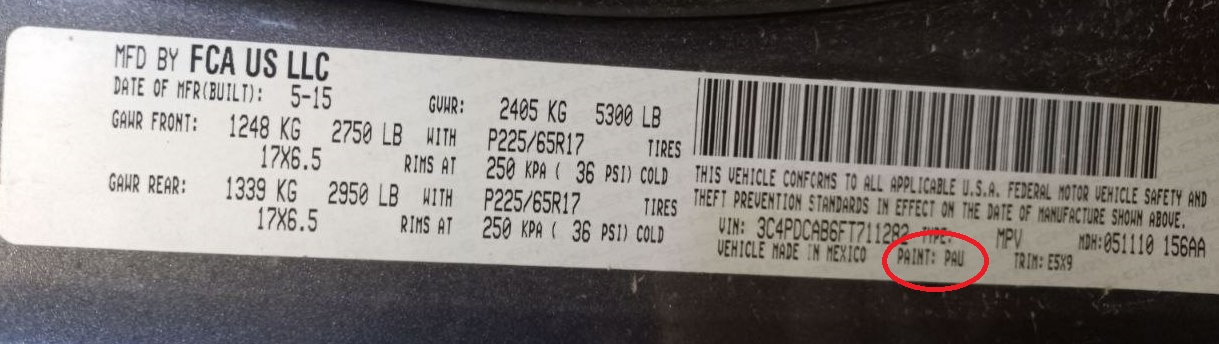 MFD BY FCA US LLC
DATE OF MFR(BUILT): 5-15 GVWR: 2405 KG 5300 LB
GAWR FRONT: 1248 KG 2750 LB WITH P225/65R17 TIRES
17X6.5 RIMS AT 250 KPA ( 36 PSI) COLD
GAWR REAR: 1339 KG 2950 LB WITH P225/65R17 TIRES
17X6.5 RIMS AT 250 KPA ( 36 PSI) COLD
THIS VEHICLE CONFORMS TO ALL APPLICABLE U.S.A. FEDERAL MOTOR VEHICLE SAFETY AND
THEFT PREVENTION STANDARDS IN EFFECT ON THE DATE OF MANUFACTURE SHOWN ABOVE.
VIN: 3C4PDCAB6FT711282 TYPE: MPV MDH:051110 156AA
VEHICLE MADE IN MEXICO PAINT: PAU TRIM: E5X9